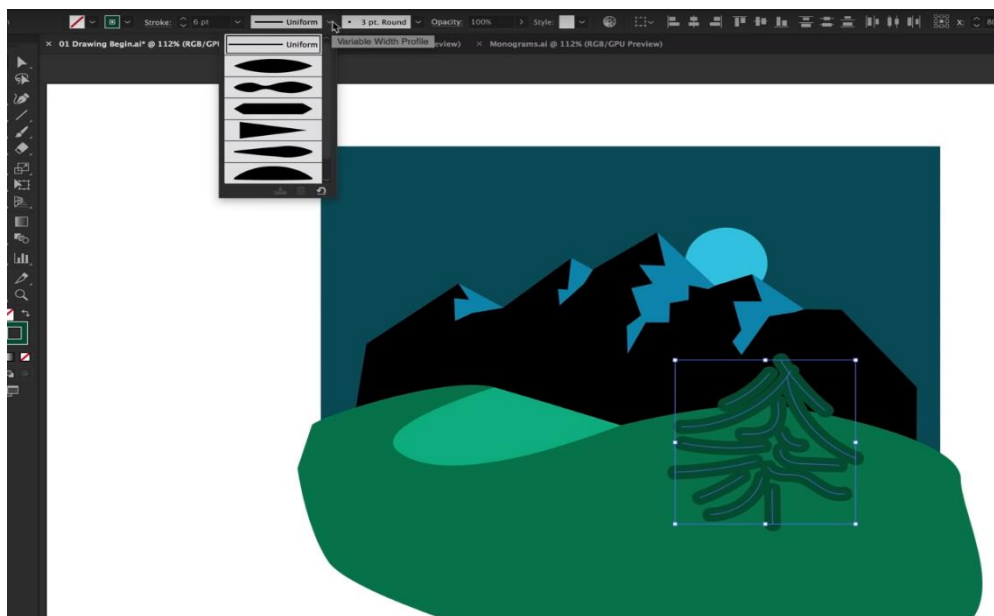 Stroke: 6 pt Uniform 3 pt. Round Opacity: 100% Style: X:
× 01 Drawing Begin.ai* @ 112% (RGB/GPU Preview) × Monograms.ai @ 112% (RGB/GPU Preview)
Variable Width Profile
Uniform